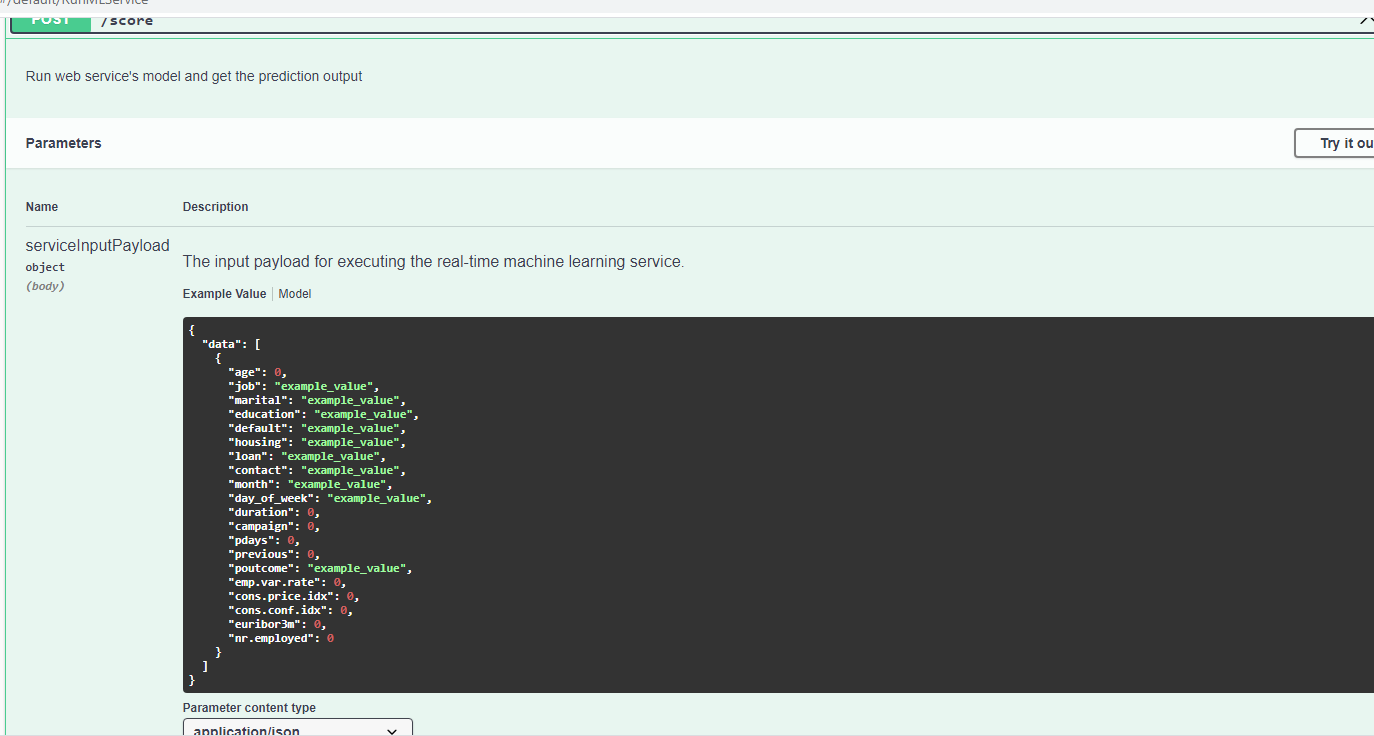 #/default/RunMLService
POST /score
Run web service's model and get the prediction output
Parameters
Try it ou
Name Description
serviceInputPayload
object
(body)
The input payload for executing the real-time machine learning service.
Example Value Model
{
"data": [
{
"age": 0,
"job": "example_value",
"marital": "example_value",
"education": "example_value",
"default": "example_value",
"housing": "example_value",
"loan": "example_value",
"contact": "example_value",
"month": "example_value",
"day_of_week": "example_value",
"duration": 0,
"campaign": 0,
"pdays": 0,
"previous": 0,
"poutcome": "example_value",
"emp.var.rate": 0,
"cons.price.idx": 0,
"cons.conf.idx": 0,
"euribor3m": 0,
"nr.employed": 0
}
]
}
Parameter content type
application/json